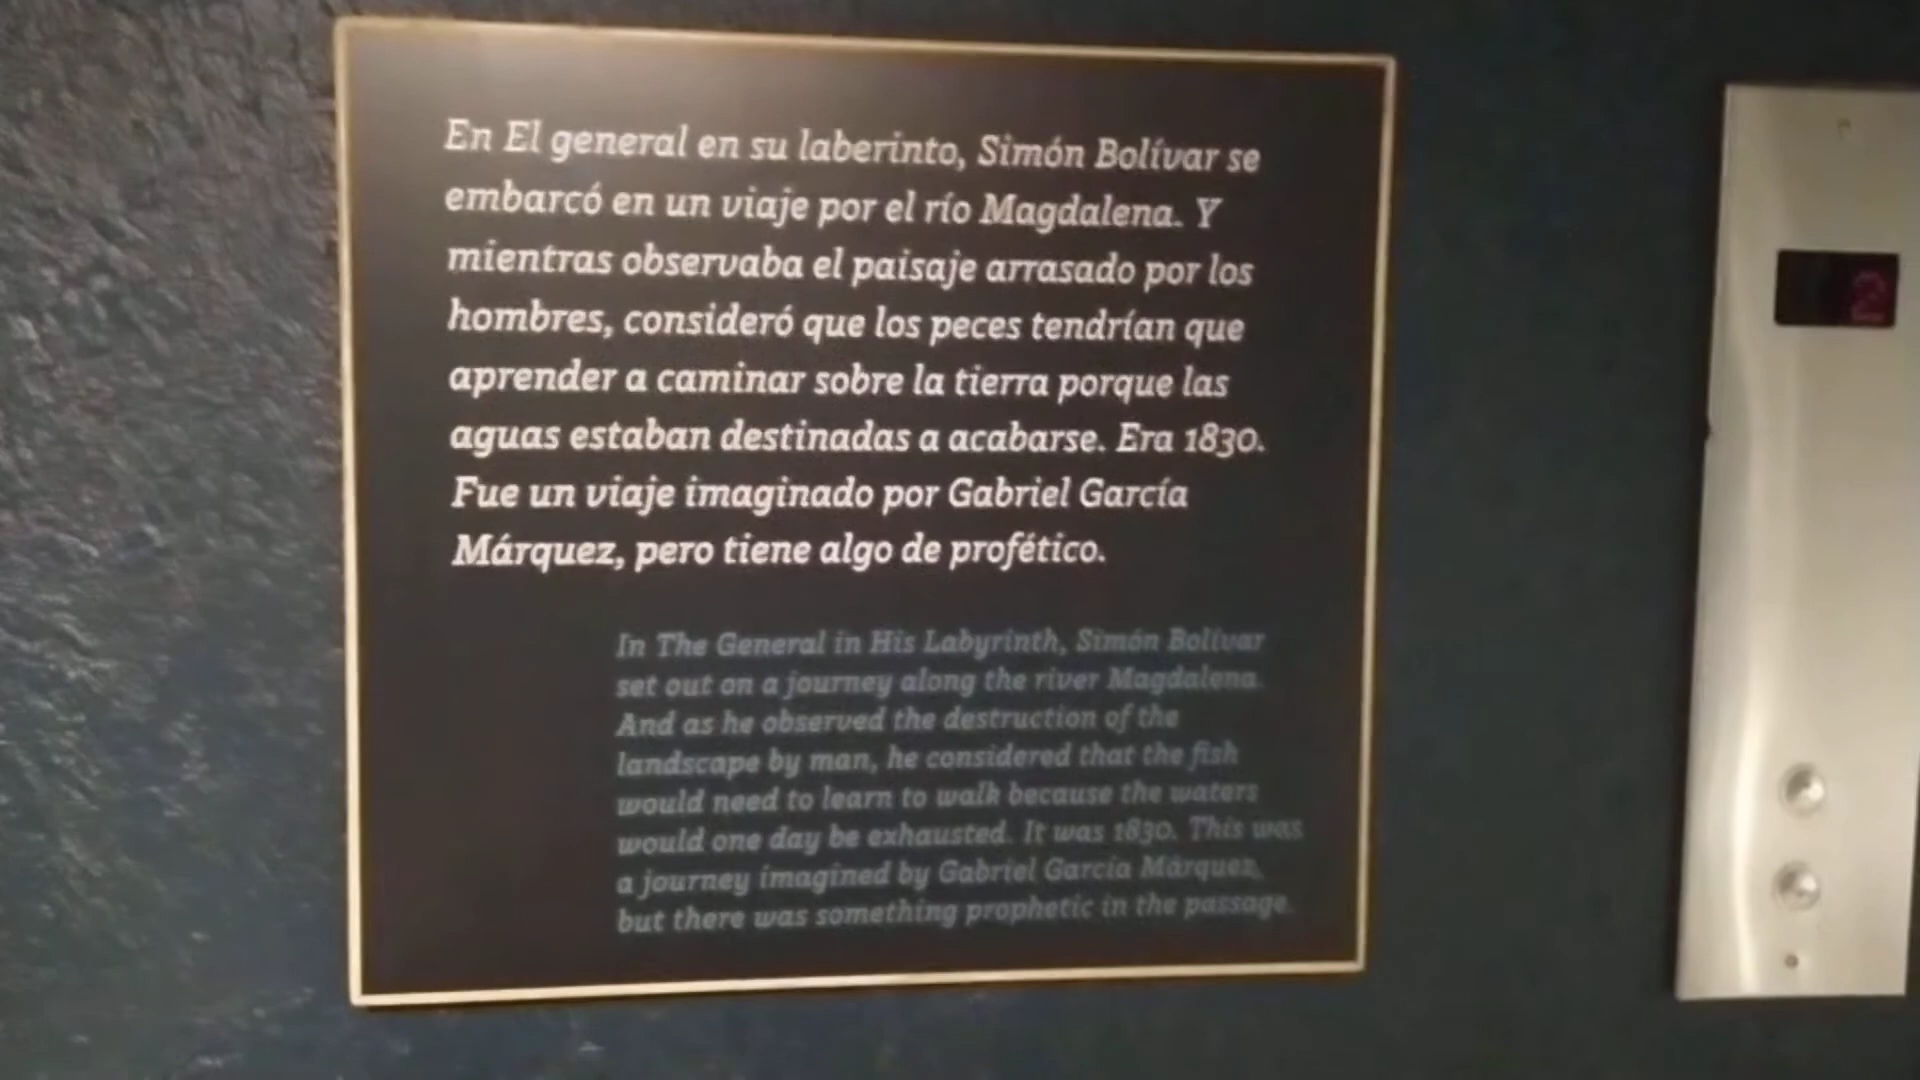 En El general en su laberinto, Simón Bolívar se
embarcó en un viaje por el río Magdalena. Y
mientras observaba el paisaje arrasado por los
hombres, consideró que los peces tendrían que
aprender a caminar sobre la tierra porque las
aguas estaban destinadas a acabarse. Era 1830.
Fue un viaje imaginado por Gabriel García
Márquez, pero tiene algo de profético.
In The General in His Labyrinth, Simón Bolívar
set out on a journey along the river Magdalena.
And as he observed the destruction of the
landscape by man, he considered that the fish
would need to learn to walk because the waters
would one day be exhausted. It was 1830. This was
a journey imagined by Gabriel García Márquez,
but there was something prophetic in the passage.
2